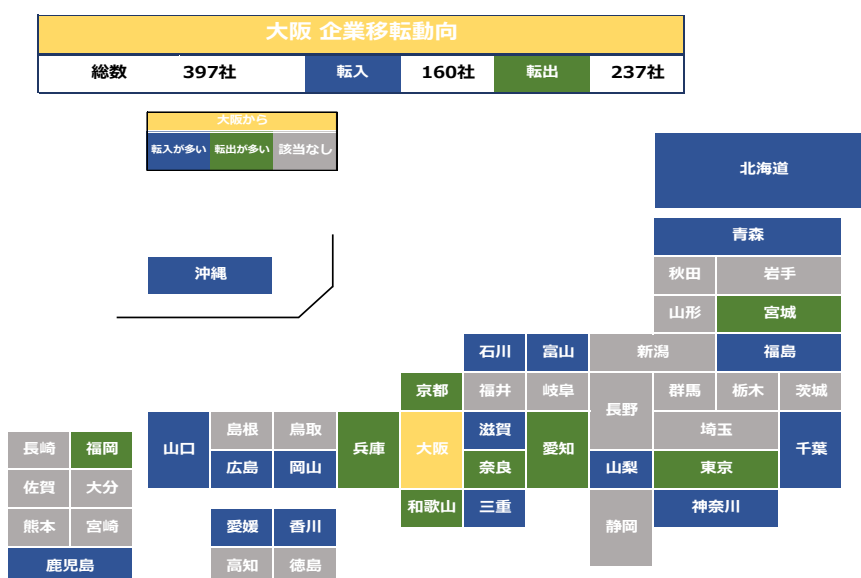 大阪 企業移転動向
総数 397社 転入 160社 転出 237社
大阪から
転入が多い 転出が多い 該当なし
北海道
青森
沖縄
秋田 岩手
山形 宮城
石川 富山 新潟 福島
京都 福井 岐阜 長野 群馬 栃木 茨城
長崎 福岡 山口 島根 鳥取 兵庫 大阪 滋賀 愛知 埼玉 千葉
広島 岡山 奈良 山梨 東京
佐賀 大分
和歌山 三重 静岡 神奈川
熊本 宮崎 愛媛 香川
鹿児島 高知 徳島